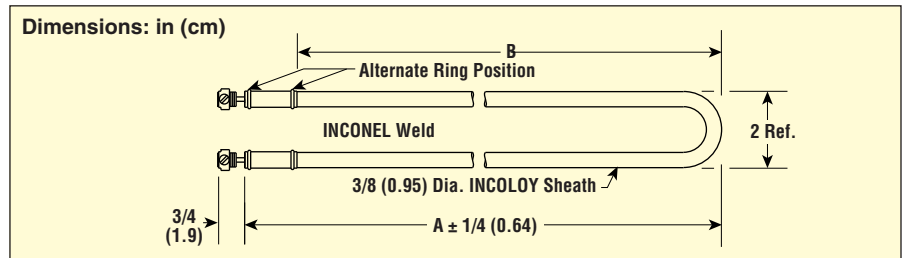 Dimensions: in (cm)
B
Alternate Ring Position
INCONEL Weld
2 Ref.
3/8 (0.95) Dia. INCOLOY Sheath
3/4
(1.9)
A ± 1/4 (0.64)